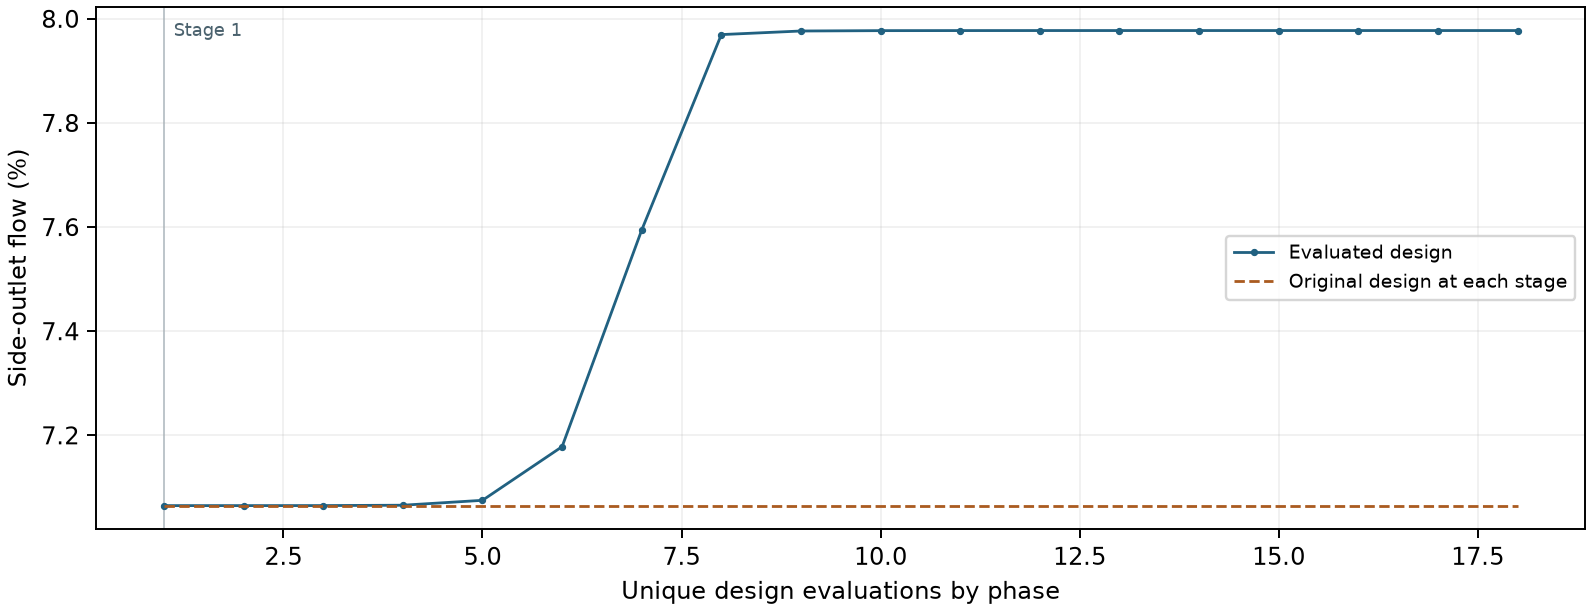 Side-outlet flow (%)
8.0
7.8
7.6
7.4
7.2
Stage 1
Evaluated design
Original design at each stage
2.5 5.0 7.5 10.0 12.5 15.0 17.5
Unique design evaluations by phase